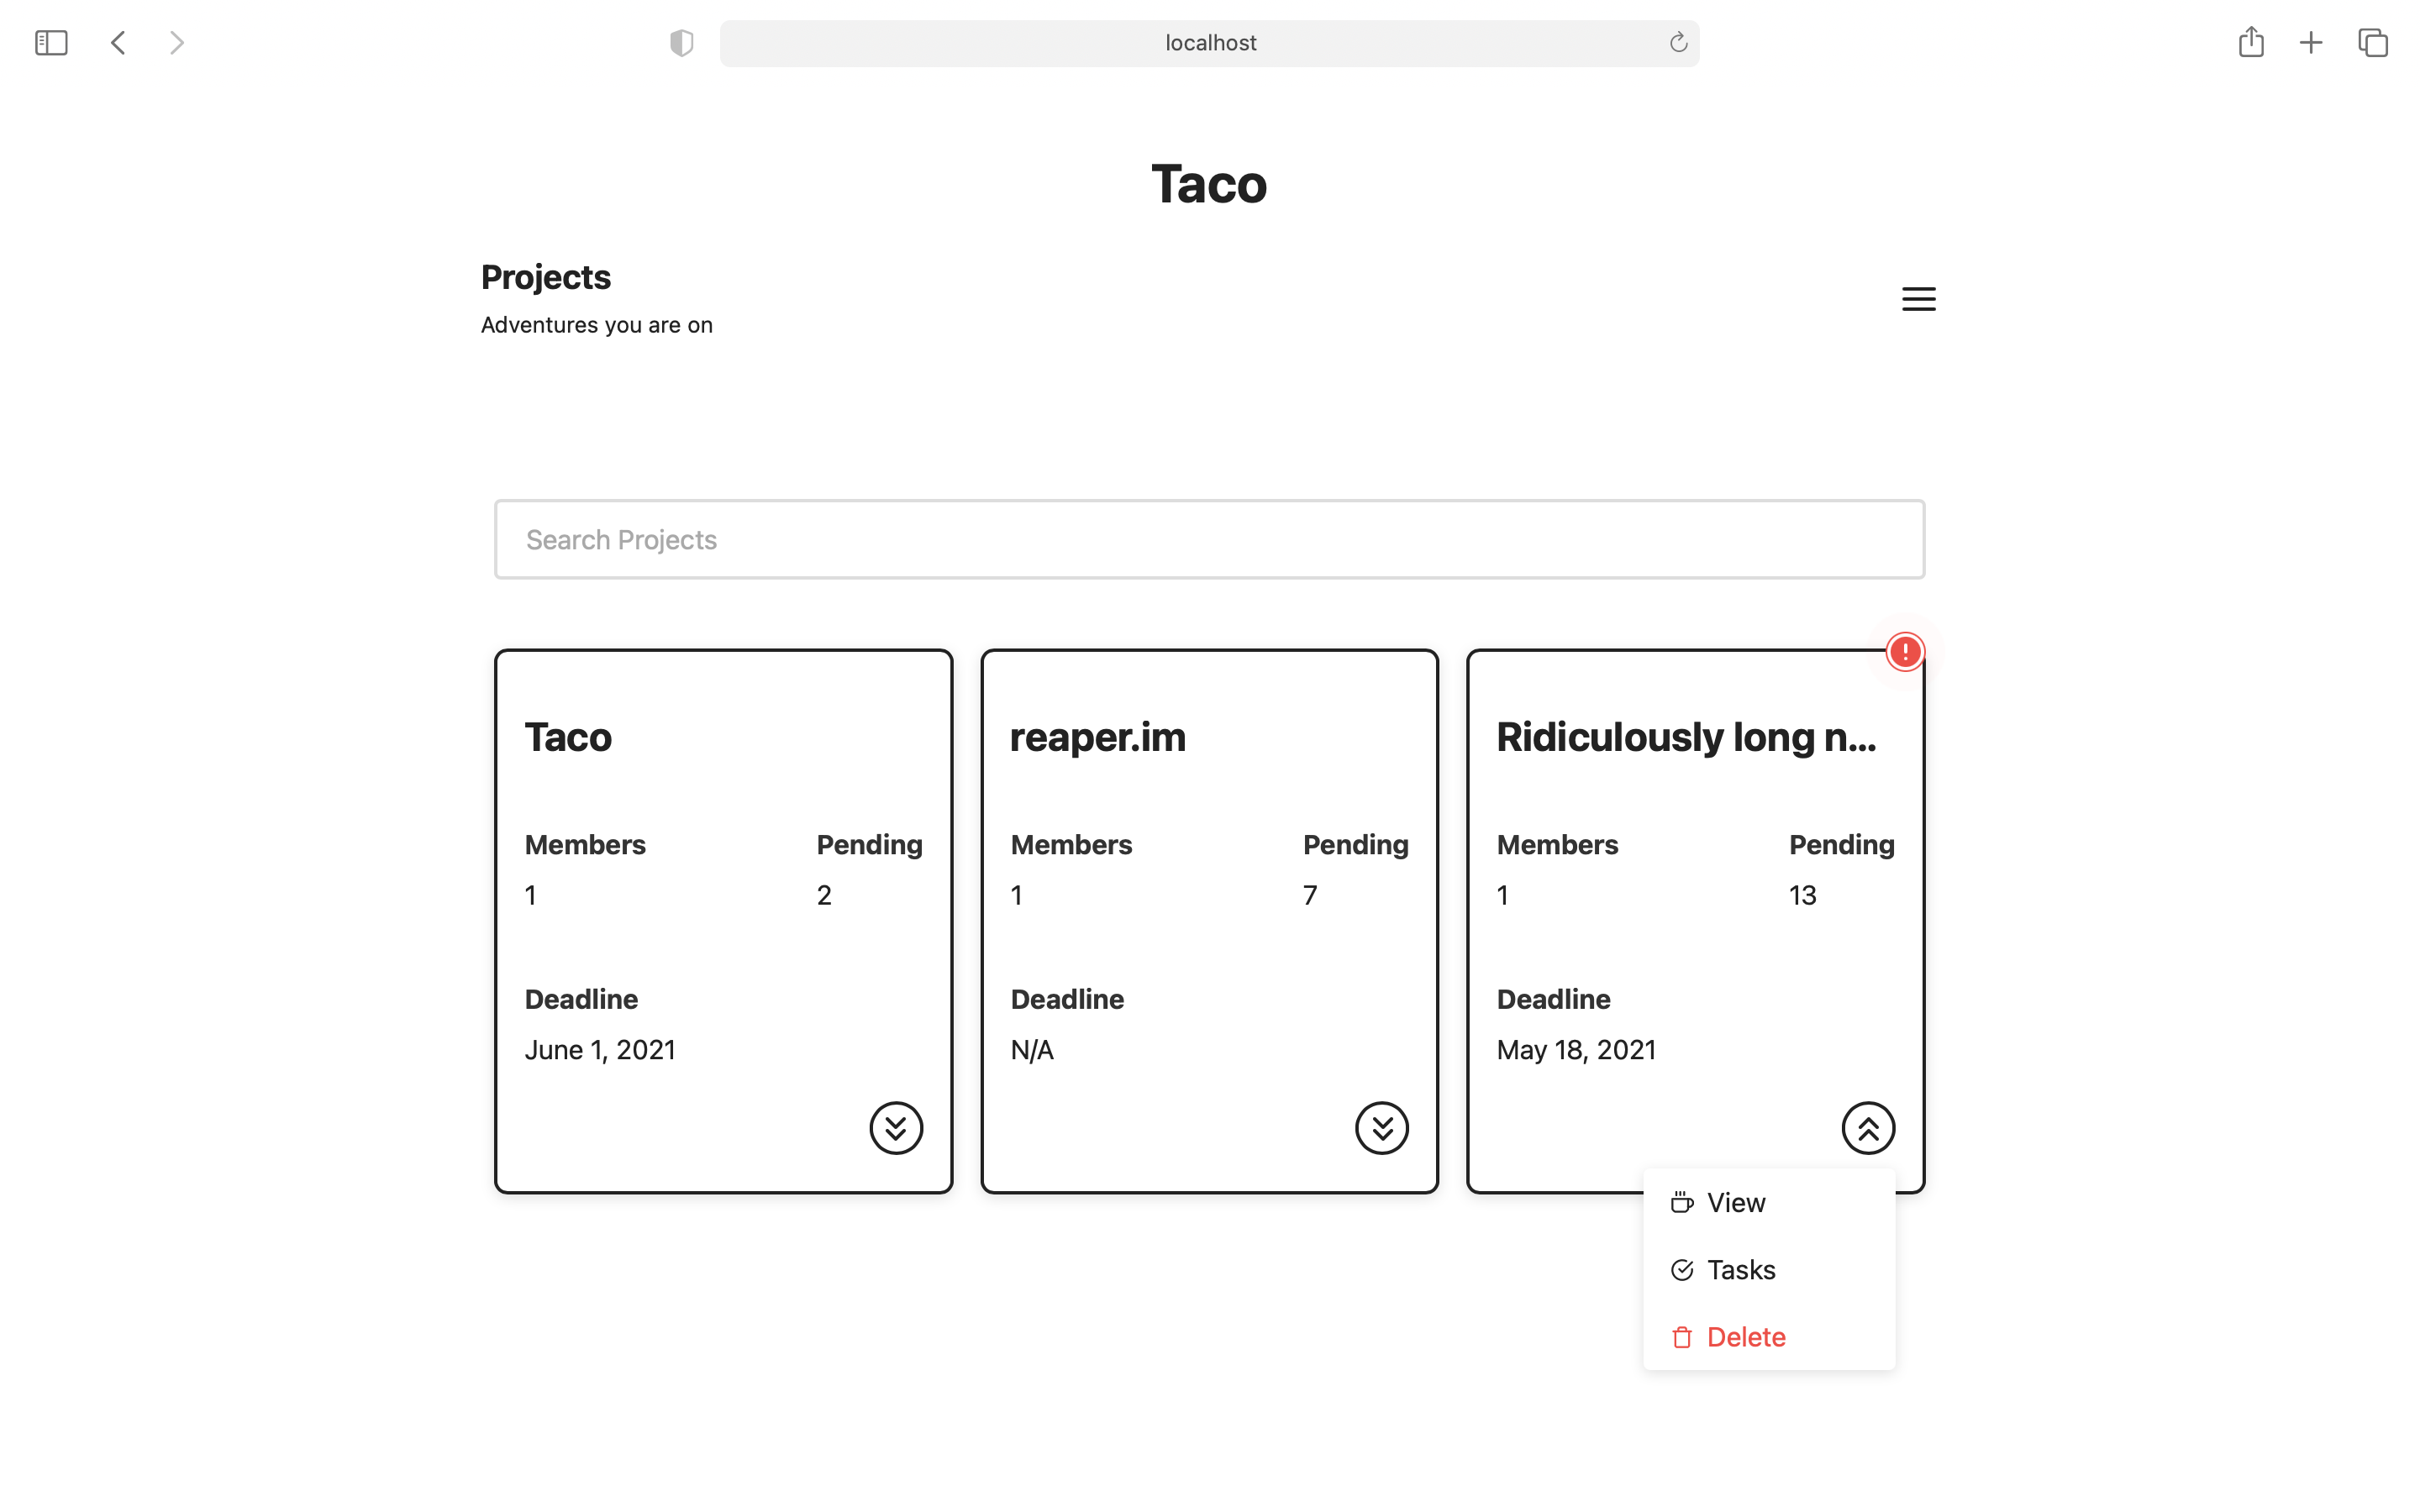 localhost
Taco
Projects
Adventures you are on
Search Projects
Taco
Members
Pending
1
2
Deadline
June 1, 2021
reaper.im
Members
Pending
1
7
Deadline
N/A
Ridiculously long n...
Members
Pending
1
13
Deadline
May 18, 2021
View
Tasks
Delete